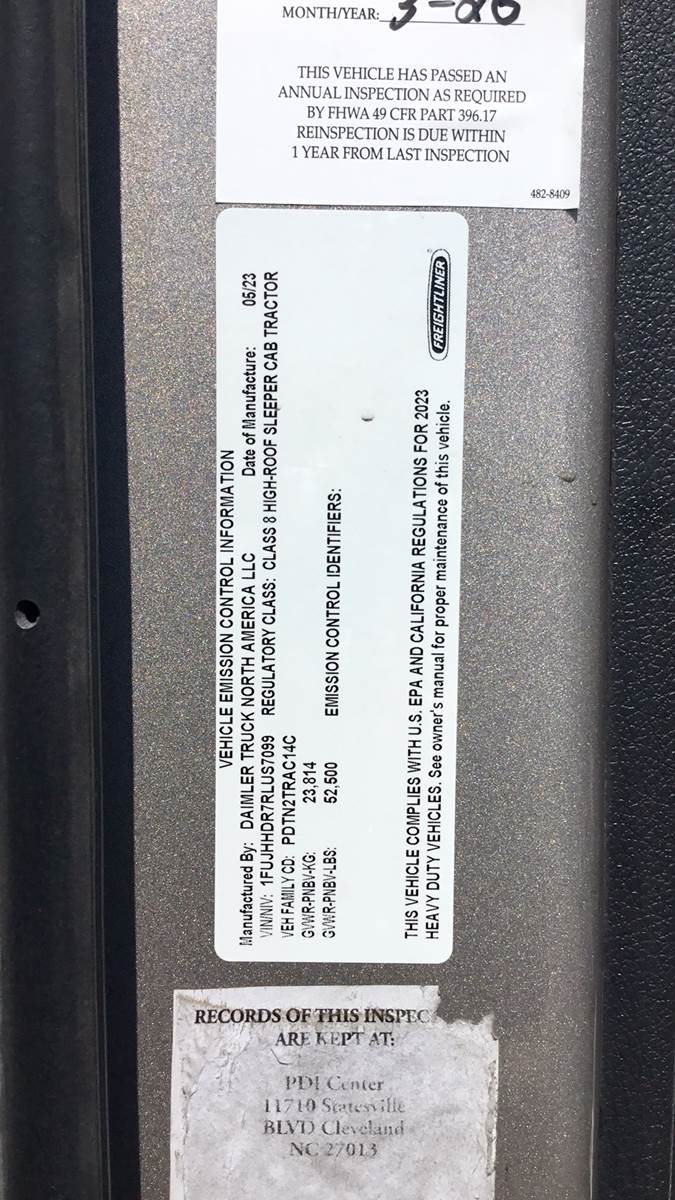 MONTH/YEAR: 3-26
THIS VEHICLE HAS PASSED AN
ANNUAL INSPECTION AS REQUIRED
BY FHWA 49 CFR PART 396.17
REINSPECTION IS DUE WITHIN
1 YEAR FROM LAST INSPECTION
482-8409
VEHICLE EMISSION CONTROL INFORMATION
Manufactured By: DAIMLER TRUCK NORTH AMERICA LLC Date of Manufacture: 05/23
VIN/NIV: 1FUJHHDR7RLUS7099 REGULATORY CLASS: CLASS 8 HIGH-ROOF SLEEPER CAB TRACTOR
VEH FAMILY CD: PDTN2TRAC14C
GVWR-PNBV-KG: 23,814
GVWR-PNBV-LBS: 52,500 EMISSION CONTROL IDENTIFIERS:
THIS VEHICLE COMPLIES WITH U.S. EPA AND CALIFORNIA REGULATIONS FOR 2023
HEAVY DUTY VEHICLES. See owner's manual for proper maintenance of this vehicle.
FREIGHTLINER
RECORDS OF THIS INSPEC
ARE KEPT AT:
PDI Center
11710 Statesville
BLVD Cleveland
NC 27013